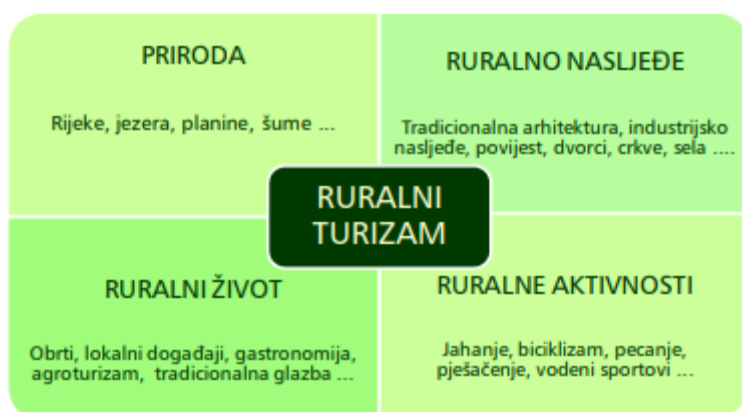 PRIRODA
Rijeke, jezera, planine, šume ...
RURALNO NASLJEĐE
Tradicionalna arhitektura, industrijsko
nasljeđe, povijest, dvorci, crkve, sela ....
RURALNI
TURIZAM
RURALNI ŽIVOT
Obrti, lokalni događaji, gastronomija,
agroturizam, tradicionalna glazba ...
RURALNE AKTIVNOSTI
Jahanje, biciklizam, pecanje,
pješačenje, vodeni sportovi ...